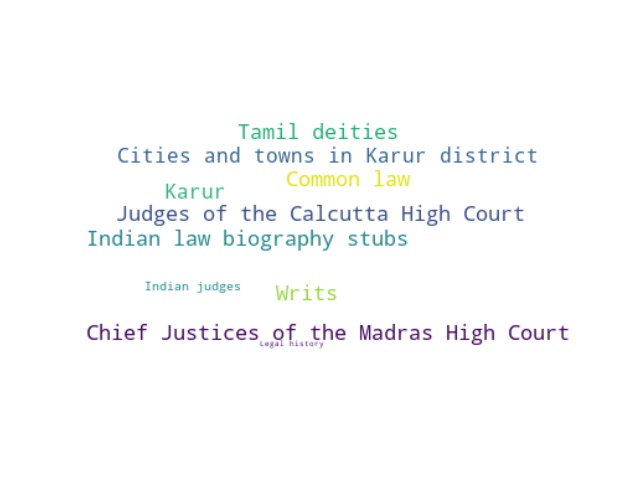 Tamil deities
Cities and towns in Karur district
Common law
Karur
Judges of the Calcutta High Court
Indian law biography stubs
Indian judges
Writs
Chief Justices of the Madras High Court
Legal history